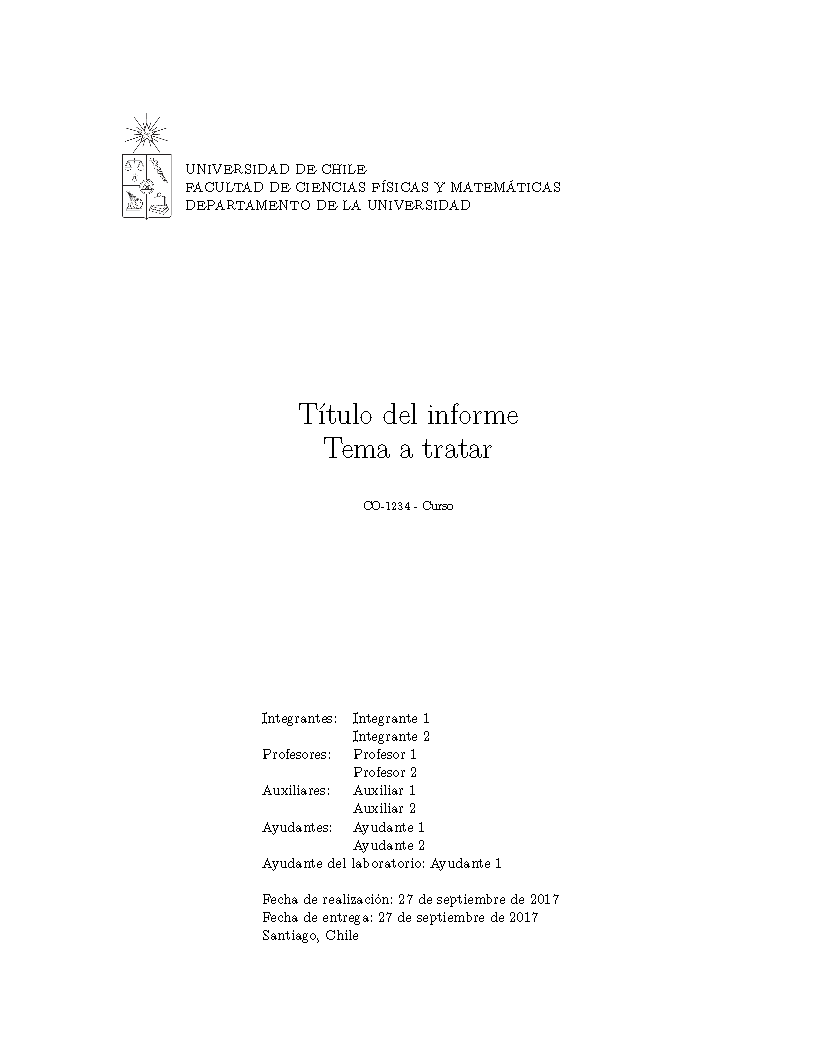 UNIVERSIDAD DE CHILE
FACULTAD DE CIENCIAS FÍSICAS Y MATEMÁTICAS
DEPARTAMENTO DE LA UNIVERSIDAD
Título del informe
Tema a tratar
CO-1234 - Curso
Integrantes: Integrante 1
Integrante 2
Profesores: Profesor 1
Profesor 2
Auxiliares: Auxiliar 1
Auxiliar 2
Ayudantes: Ayudante 1
Ayudante 2
Ayudante del laboratorio: Ayudante 1
Fecha de realización: 27 de septiembre de 2017
Fecha de entrega: 27 de septiembre de 2017
Santiago, Chile